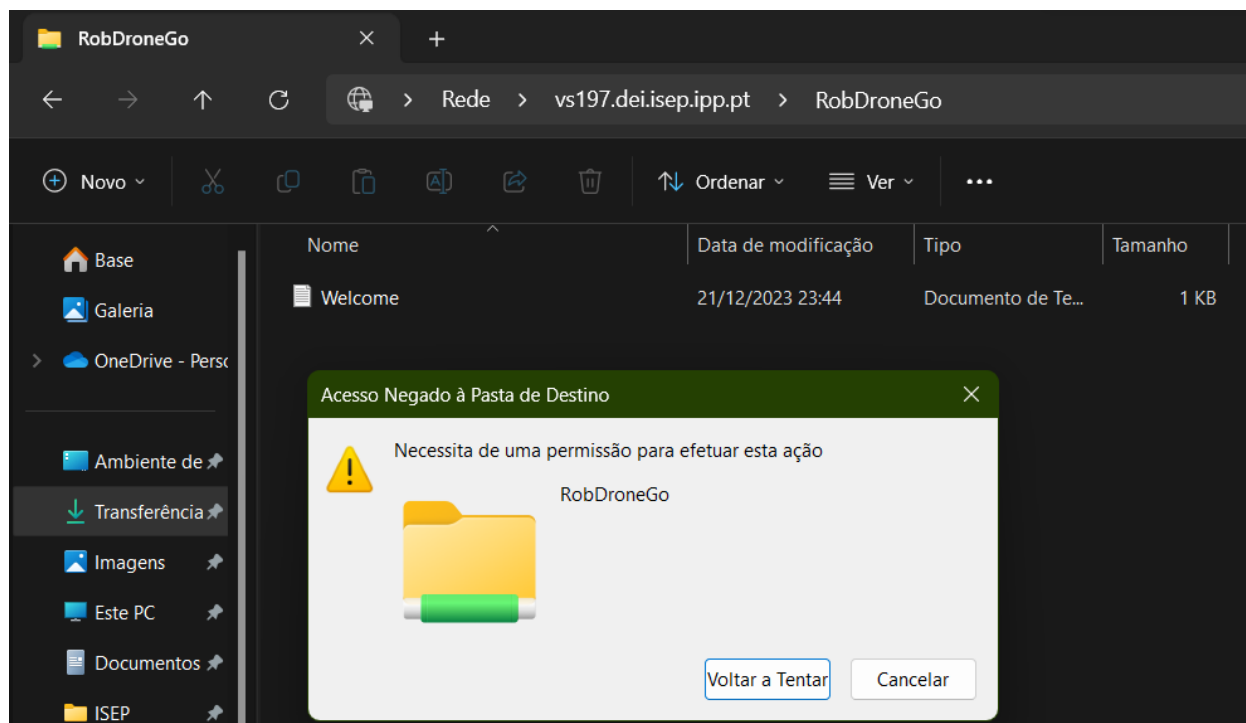 RobDroneGo
Rede > vs197.dei.isep.ipp.pt > RobDroneGo
Novo Ordenar Ver
Nome Data de modificação Tipo Tamanho
Base
Welcome 21/12/2023 23:44 Documento de Te... 1 KB
Galeria
OneDrive - Perso
Acesso Negado à Pasta de Destino
Necessita de uma permissão para efetuar esta ação
Ambiente de
RobDroneGo
Transferência
Imagens
Este PC
Documentos
Voltar a Tentar Cancelar
ISEP